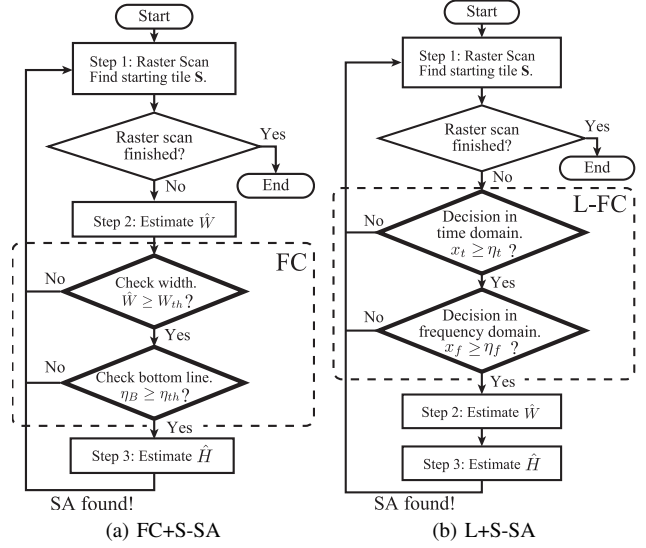 Start
Step 1: Raster Scan
Find starting tile S.
Raster scan
finished?
Yes
End
No
Step 2: Estimate Ŵ
FC
No
Check width.
Ŵ ≥ W_th?
Yes
No
Check bottom line.
η_B ≥ η_th?
Yes
Step 3: Estimate Ĥ
SA found!
(a) FC+S-SA
Start
Step 1: Raster Scan
Find starting tile S.
Raster scan
finished?
Yes
End
No
L-FC
No
Decision in
time domain.
x_t ≥ η_t ?
Yes
No
Decision in
frequency domain.
x_f ≥ η_f ?
Yes
Step 2: Estimate Ŵ
Step 3: Estimate Ĥ
SA found!
(b) L+S-SA